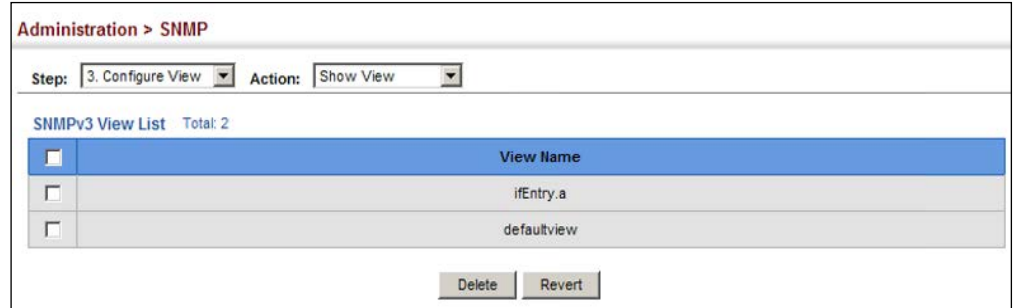 Administration > SNMP
Step: 3. Configure View Action: Show View
SNMPv3 View List Total: 2
View Name
ifEntry.a
defaultview
Delete Revert